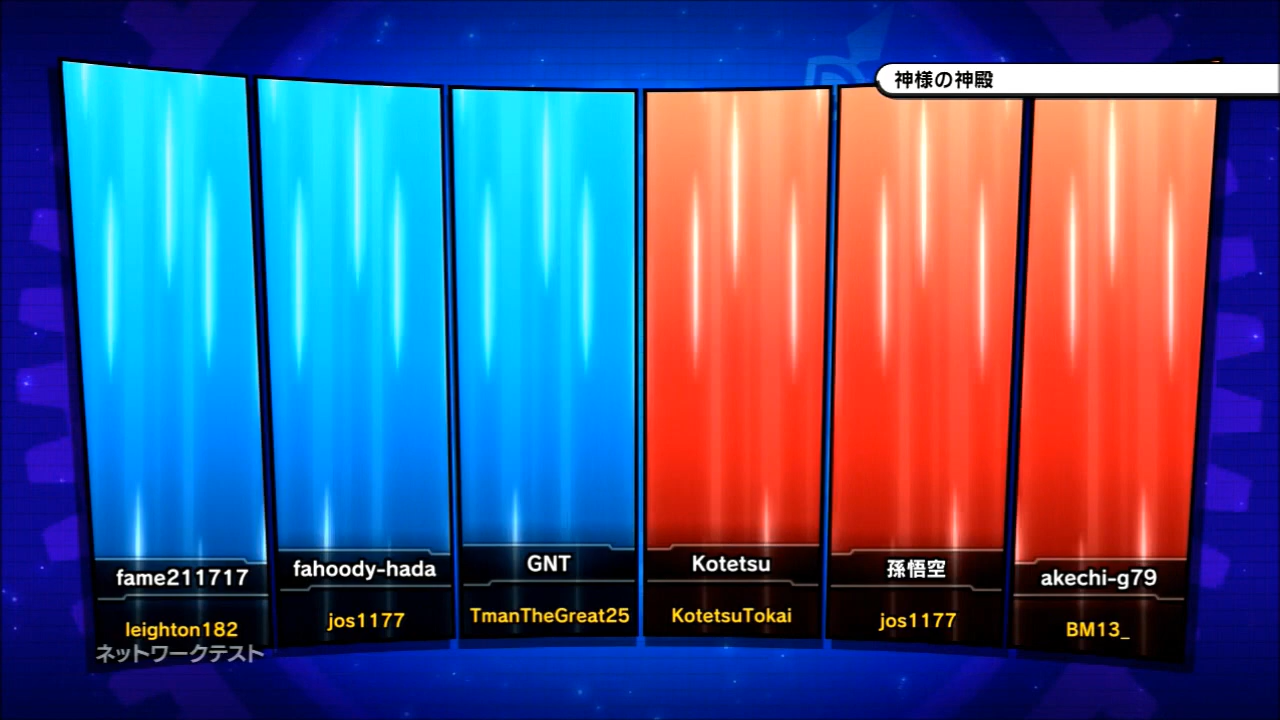 神様の神殿
fame211717
fahoody-hada
GNT
Kotetsu
孫悟空
akechi-g79
leighton182
jos1177
TmanTheGreat25
KotetsuTokai
jos1177
BM13_
ネットワークテスト